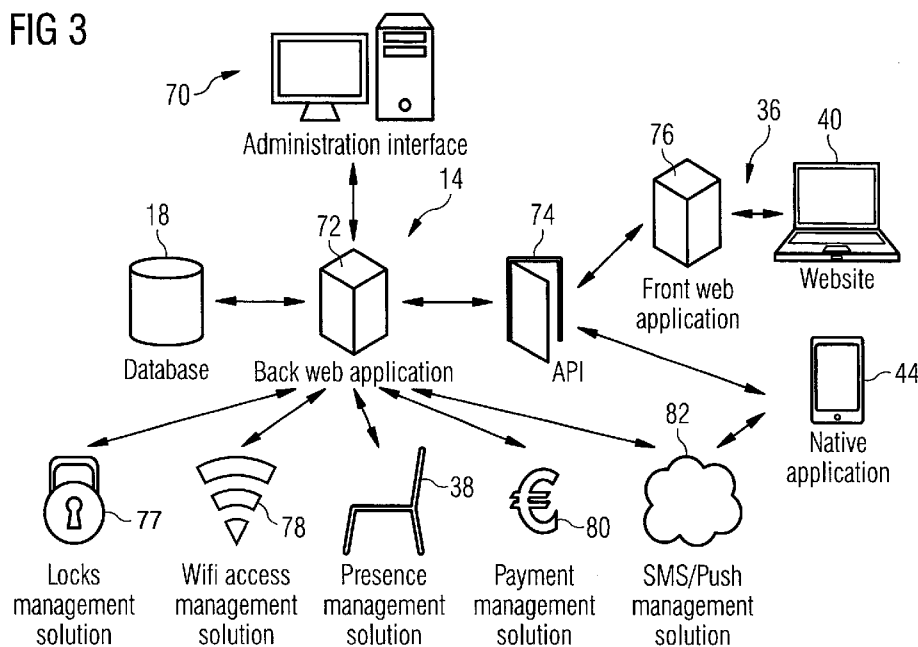 FIG 3
70
Administration interface
14
18
72
74
76
36
40
Database
Back web application
API
Front web
application
Website
44
Native
application
77
78
38
€
80
82
Locks
management
solution
Wifi access
management
solution
Presence
management
solution
Payment
management
solution
SMS/Push
management
solution